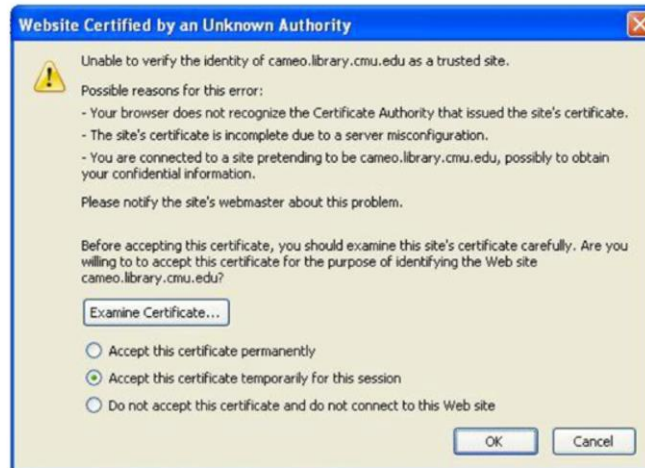 Website Certified by an Unknown Authority
Unable to verify the identity of cameo.library.cmu.edu as a trusted site.
Possible reasons for this error:
- Your browser does not recognize the Certificate Authority that issued the site's certificate.
- The site's certificate is incomplete due to a server misconfiguration.
- You are connected to a site pretending to be cameo.library.cmu.edu, possibly to obtain
your confidential information.
Please notify the site's webmaster about this problem.
Before accepting this certificate, you should examine this site's certificate carefully. Are you
willing to to accept this certificate for the purpose of identifying the Web site
cameo.library.cmu.edu?
Examine Certificate...
Accept this certificate permanently
Accept this certificate temporarily for this session
Do not accept this certificate and do not connect to this Web site
OK Cancel